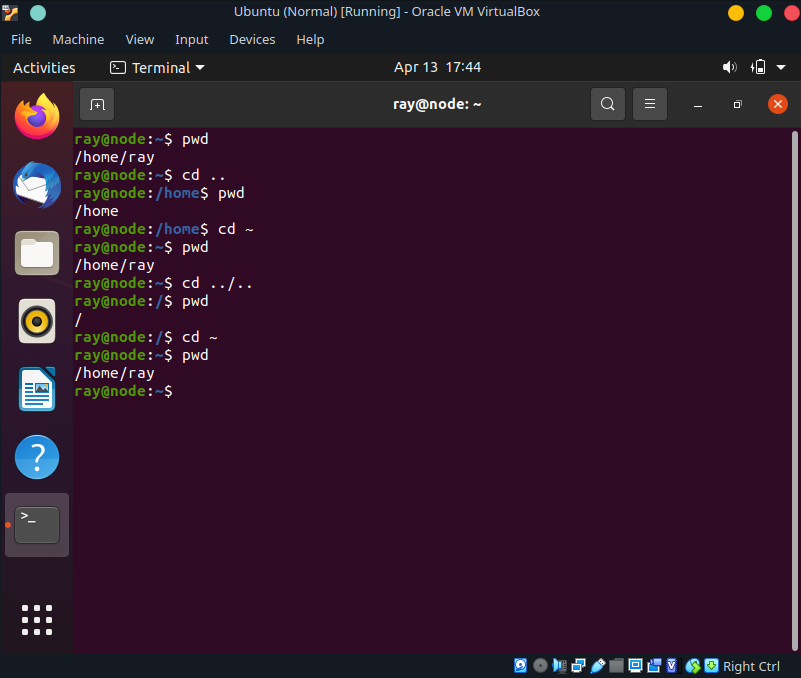 Ubuntu (Normal) [Running] - Oracle VM VirtualBox
File Machine View Input Devices Help
Activities Terminal Apr 13 17:44
ray@node: ~
ray@node:~$ pwd
/home/ray
ray@node:~$ cd ..
ray@node:/home$ pwd
/home
ray@node:/home$ cd ~
ray@node:~$ pwd
/home/ray
ray@node:~$ cd ../..
ray@node:/$ pwd
/
ray@node:/$ cd ~
ray@node:~$ pwd
/home/ray
ray@node:~$
Right Ctrl